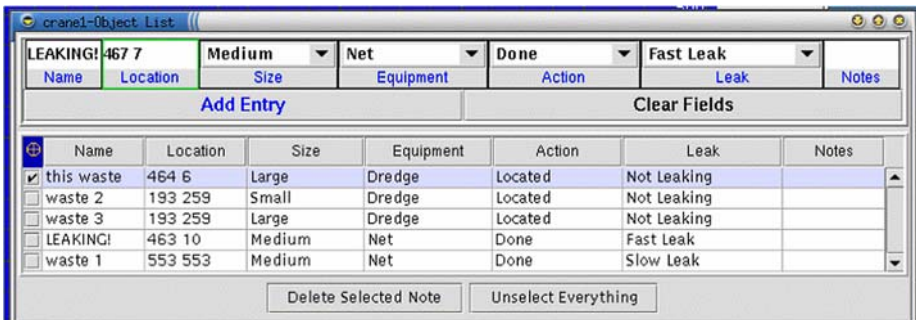 crane1-Object List
LEAKING! 467 7 Medium Net Done Fast Leak
Name Location Size Equipment Action Leak Notes
Add Entry Clear Fields
Name Location Size Equipment Action Leak Notes
this waste 464 6 Large Dredge Located Not Leaking
waste 2 193 259 Small Dredge Located Not Leaking
waste 3 193 259 Large Dredge Located Not Leaking
LEAKING! 463 10 Medium Net Done Fast Leak
waste 1 553 553 Medium Net Done Slow Leak
Delete Selected Note Unselect Everything